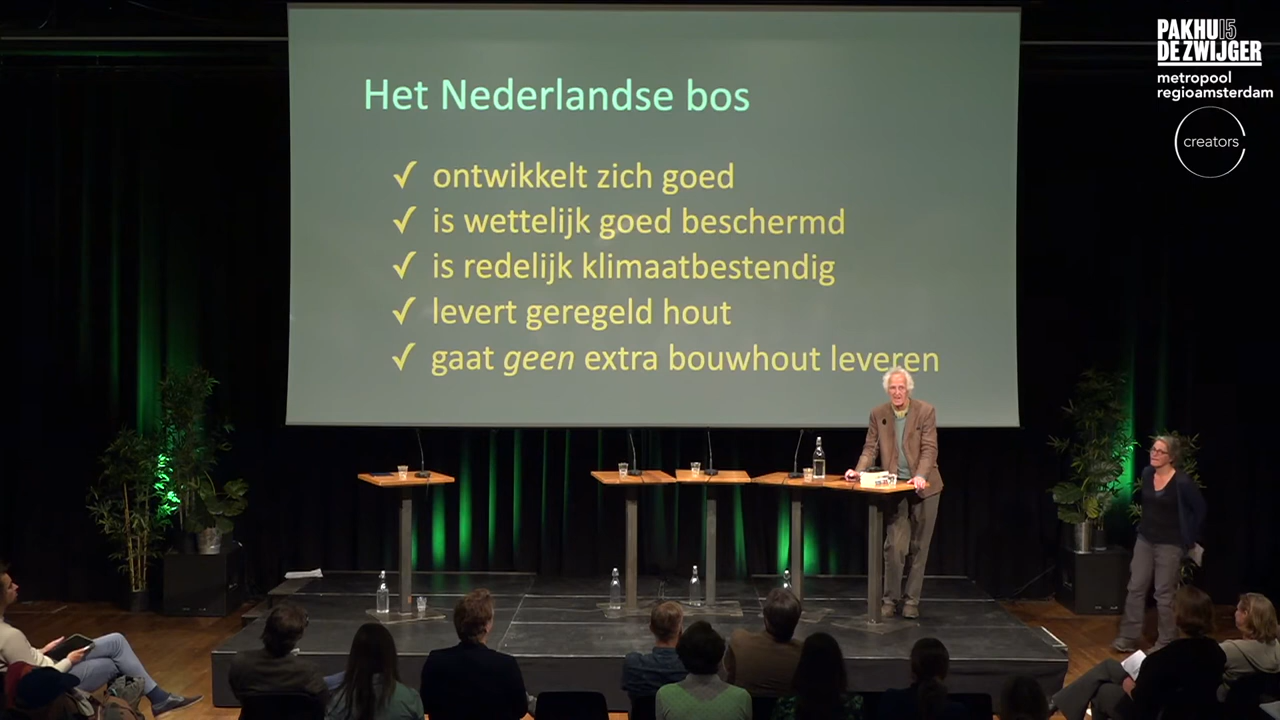 Het Nederlandse bos
✓ ontwikkelt zich goed
✓ is wettelijk goed beschermd
✓ is redelijk klimaatbestendig
✓ levert geregeld hout
✓ gaat geen extra bouwhout leveren
PAKHU15
DE ZWIJGER
metropool
regioamsterdam
creators